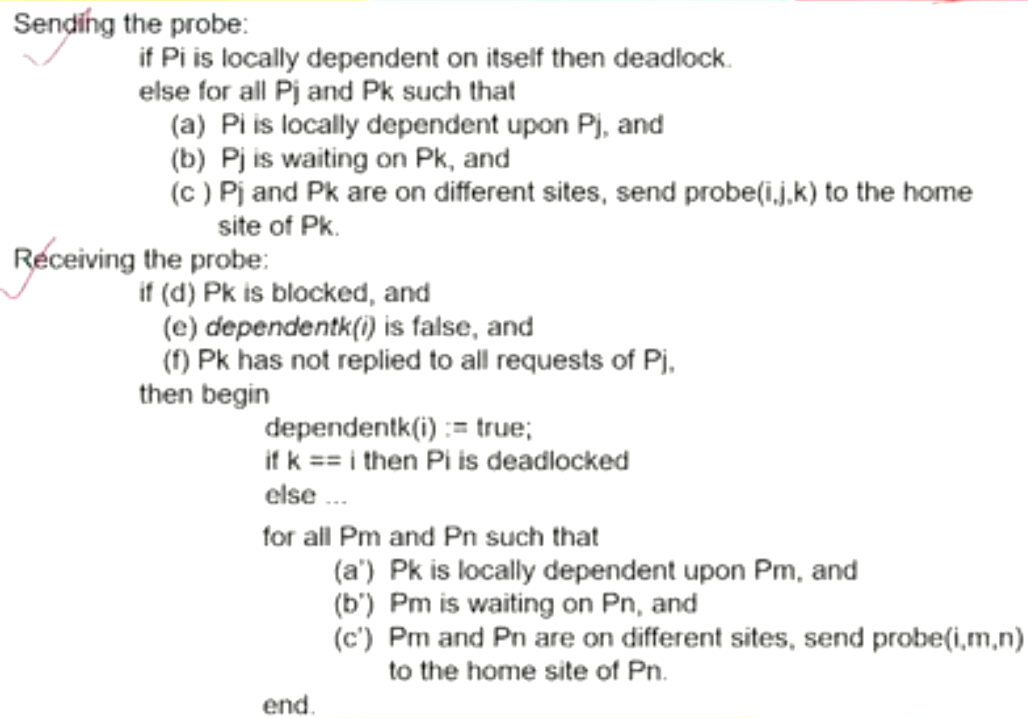 Sending the probe:
if Pi is locally dependent on itself then deadlock.
else for all Pj and Pk such that
(a) Pi is locally dependent upon Pj, and
(b) Pj is waiting on Pk, and
(c ) Pj and Pk are on different sites, send probe(i,j,k) to the home
site of Pk.
Receiving the probe:
if (d) Pk is blocked, and
(e) dependentk(i) is false, and
(f) Pk has not replied to all requests of Pj,
then begin
dependentk(i) := true;
if k == i then Pi is deadlocked
else ...
for all Pm and Pn such that
(a') Pk is locally dependent upon Pm, and
(b') Pm is waiting on Pn, and
(c') Pm and Pn are on different sites, send probe(i,m,n)
to the home site of Pn.
end.